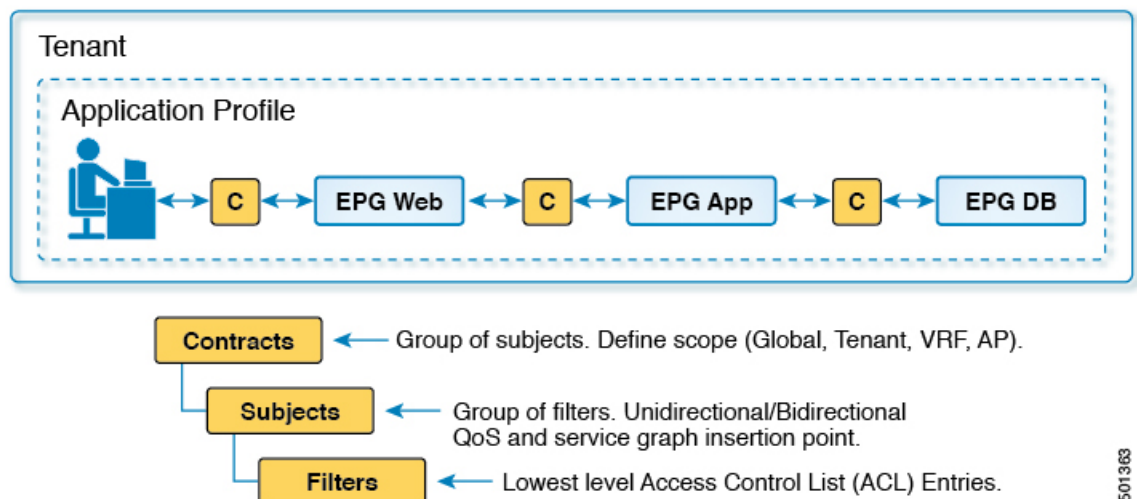 Tenant
Application Profile
C
EPG Web
C
EPG App
C
EPG DB
Contracts
Group of subjects. Define scope (Global, Tenant, VRF, AP).
Subjects
Group of filters. Unidirectional/Bidirectional
QoS and service graph insertion point.
Filters
Lowest level Access Control List (ACL) Entries.
501363